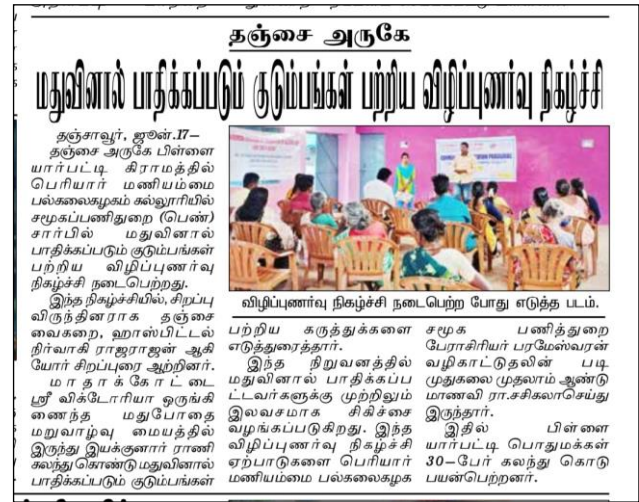 தஞ்சை அருகே
மதுவினால் பாதிக்கப்படும் குடும்பங்கள் பற்றிய விழிப்புணர்வு நிகழ்ச்சி
தஞ்சாவூர், ஜூன்.17–
தஞ்சை அருகே பிள்ளை
யார்பட்டி கிராமத்தில்
பெரியார் மணியம்மை
பல்கலைகழகம் கல்லூரியில்
சமூகப்பணிதுறை (பெண்)
சார்பில் மதுவினால்
பாதிக்கப்படும் குடும்பங்கள்
பற்றிய விழிப்புணர்வு
நிகழ்ச்சி நடைபெற்றது.
இந்த நிகழ்ச்சியில், சிறப்பு
விருந்தினராக தஞ்சை
வைகறை, ஹாஸ்பிட்டல்
நிர்வாகி ராஜராஜன் ஆகி
யோர் சிறப்புரை ஆற்றினர்.
மாதாக்கோட்டை
ஸ்ரீ விக்டோரியா ஒருங்கி
ணைந்த மதுபோதை
மறுவாழ்வு மையத்தில்
இருந்து இயக்குனார் ராணி
கலந்து கொண்டு மதுவினால்
பாதிக்கப்படும் குடும்பங்கள்
விழிப்புணர்வு நிகழ்ச்சி நடைபெற்ற போது எடுத்த படம்.
பற்றிய கருத்துக்களை
எடுத்துரைத்தார்.
இந்த நிறுவனத்தில்
மதுவினால் பாதிக்கப்ப
ட்டவர்களுக்கு முற்றிலும்
இலவசமாக சிகிச்சை
வழங்கப்படுகிறது. இந்த
விழிப்புணர்வு நிகழ்ச்சி
ஏற்பாடுகளை பெரியார்
மணியம்மை பல்கலைகழக
சமூக பணித்துறை
பேராசிரியர் பரமேஸ்வரன்
வழிகாட்டுதலின் படி
முதுகலை முதலாம் ஆண்டு
மாணவி ரா.சசிகலாசெய்து
இருந்தார்.
இதில் பிள்ளை
யார்பட்டி பொதுமக்கள்
30–பேர் கலந்து கொடு
பயன்பெற்றனர்.